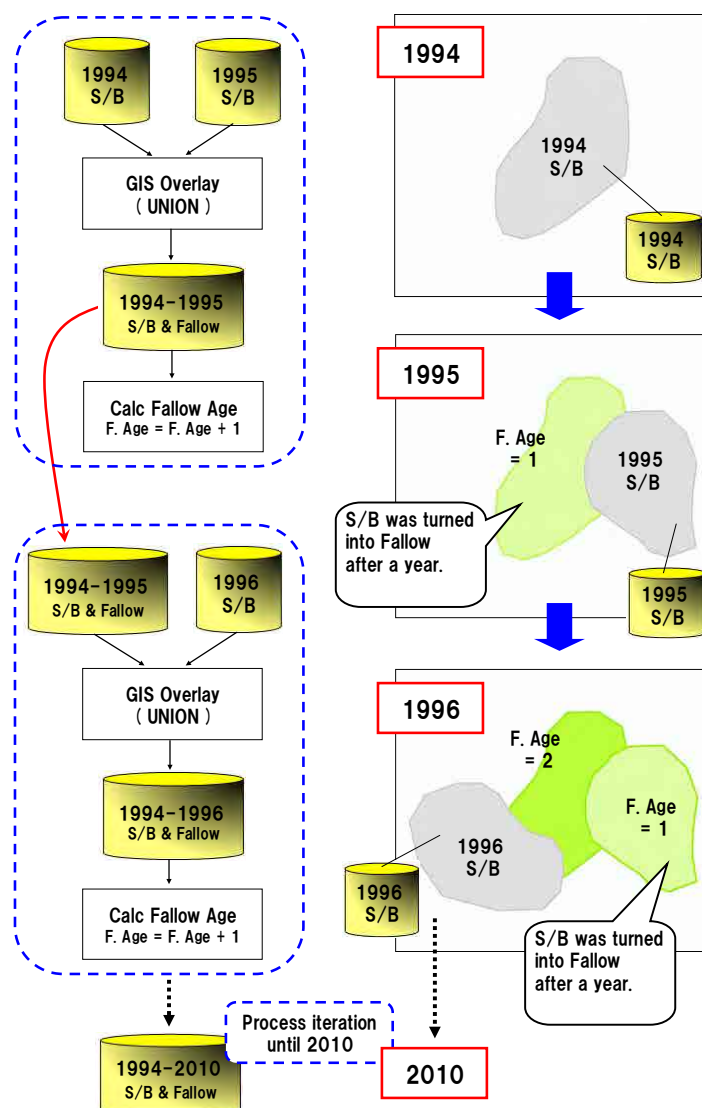 1994
S/B
1995
S/B
GIS Overlay
( UNION )
1994-1995
S/B & Fallow
Calc Fallow Age
F. Age = F. Age + 1
1994-1995
S/B & Fallow
1996
S/B
GIS Overlay
( UNION )
1994-1996
S/B & Fallow
Calc Fallow Age
F. Age = F. Age + 1
1994-2010
S/B & Fallow
Process iteration
until 2010
1994
1994
S/B
1994
S/B
1995
F. Age
= 1
1995
S/B
S/B was turned
into Fallow
after a year.
1995
S/B
1996
F. Age
= 2
F. Age
= 1
1996
S/B
1996
S/B
S/B was turned
into Fallow
after a year.
2010